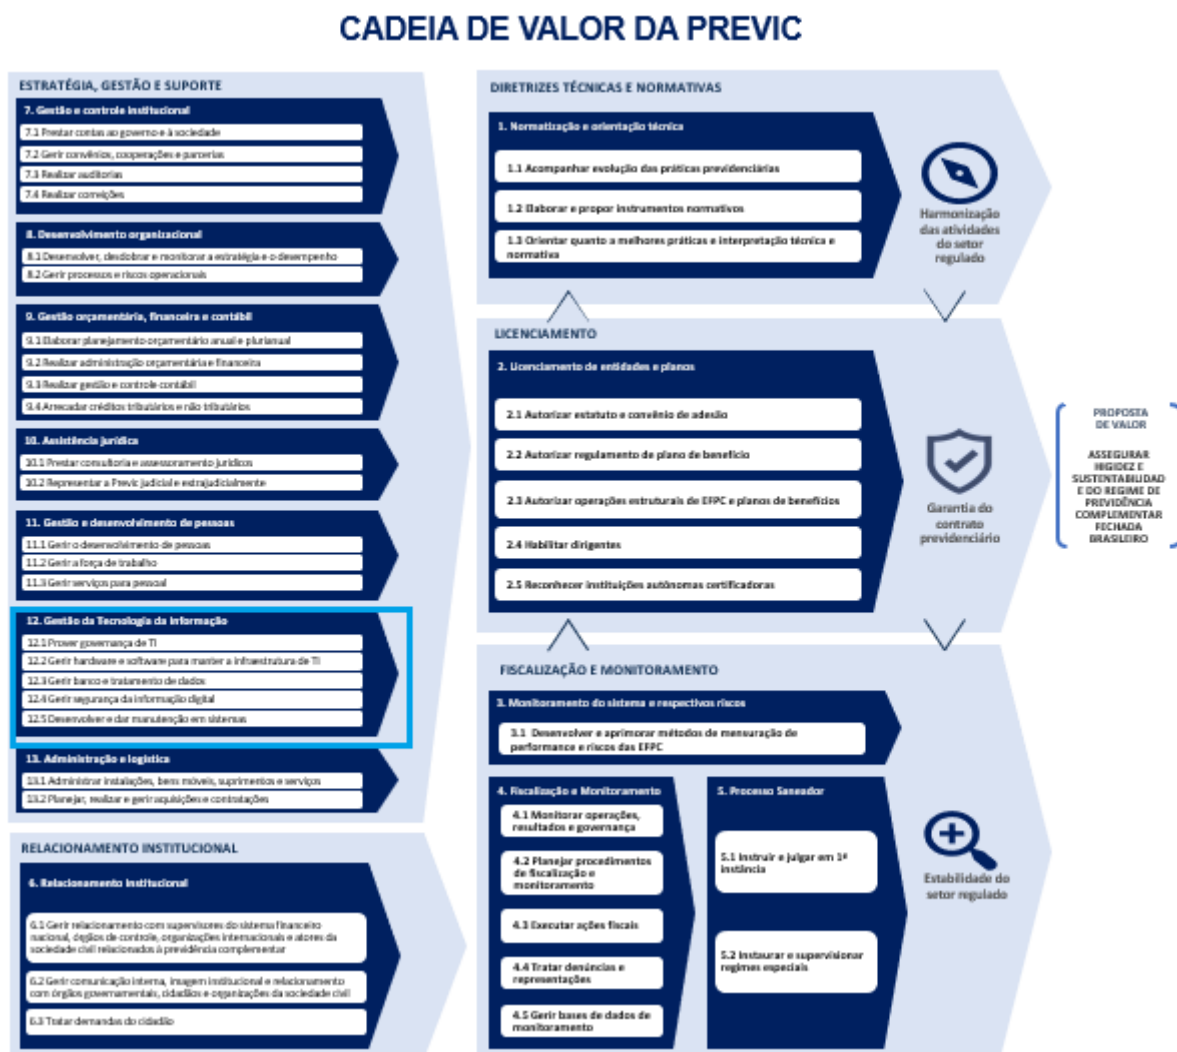 CADEIA DE VALOR DA PREVIC
ESTRATÉGIA, GESTÃO E SUPORTE
7. Gestão e controle institucional
7.1 Prestar contas ao governo e à sociedade
7.2 Gerir convênios, cooperações e parcerias
7.3 Realizar auditorias
7.4 Realizar correições
8. Desenvolvimento organizacional
8.1 Desenvolver, desdobrar e monitorar a estratégia e o desempenho
8.2 Gerir processos e riscos operacionais
9. Gestão orçamentária, financeira e contábil
9.1 Elaborar planejamento orçamentário anual e plurianual
9.2 Realizar administração orçamentária e financeira
9.3 Realizar gestão e controle contábil
9.4 Arrecadar créditos tributários e não tributários
10. Assistência jurídica
10.1 Prestar consultoria e assessoramento jurídicos
10.2 Representar a Previc judicial e extrajudicialmente
11. Gestão e desenvolvimento de pessoas
11.1 Gerir o desenvolvimento de pessoas
11.2 Gerir a força de trabalho
11.3 Gerir serviços para pessoal
12. Gestão da Tecnologia da Informação
12.1 Prover governança de TI
12.2 Gerir hardware e software para manter a infraestrutura de TI
12.3 Gerir banco e tratamento de dados
12.4 Gerir segurança da informação digital
12.5 Desenvolver e dar manutenção em sistemas
13. Administração e logística
13.1 Administrar instalações, bens móveis, suprimentos e serviços
13.2 Planejar, realizar e gerir aquisições e contratações
RELACIONAMENTO INSTITUCIONAL
6. Relacionamento Institucional
6.1 Gerir relacionamento com supervisores do sistema financeiro
nacional, órgãos de controle, organizações internacionais e atores da
sociedade civil relacionados à previdência complementar
6.2 Gerir comunicação interna, imagem institucional e relacionamento
com órgãos governamentais, cidadãos e organizações da sociedade civil
6.3 Tratar demandas do cidadão
DIRETRIZES TÉCNICAS E NORMATIVAS
1. Normatização e orientação técnica
1.1 Acompanhar evolução das práticas previdenciárias
1.2 Elaborar e propor instrumentos normativos
1.3 Orientar quanto a melhores práticas e interpretação técnica e
normativa
Harmonização
das atividades
do setor
regulado
LICENCIAMENTO
2. Licenciamento de entidades e planos
2.1 Autorizar estatuto e convênio de adesão
2.2 Autorizar regulamento de plano de benefício
2.3 Autorizar operações estruturais de EFPC e planos de benefícios
2.4 Habilitar dirigentes
2.5 Reconhecer instituições autônomas certificadoras
Garantia do
contrato
previdenciário
FISCALIZAÇÃO E MONITORAMENTO
3. Monitoramento do sistema e respectivos riscos
3.1 Desenvolver e aprimorar métodos de mensuração de
performance e riscos das EFPC
4. Fiscalização e Monitoramento
4.1 Monitorar operações,
resultados e governança
4.2 Planejar procedimentos
de fiscalização e
monitoramento
4.3 Executar ações fiscais
4.4 Tratar denúncias e
representações
4.5 Gerir bases de dados de
monitoramento
5. Processo Saneador
5.1 Instruir e julgar em 1ª
instância
5.2 Instaurar e supervisionar
regimes especiais
Estabilidade do
setor regulado
PROPOSTA
DE VALOR
ASSEGURAR
HIGIDEZ E
SUSTENTABILIDAD
E DO REGIME DE
PREVIDÊNCIA
COMPLEMENTAR
FECHADA
BRASILEIRO